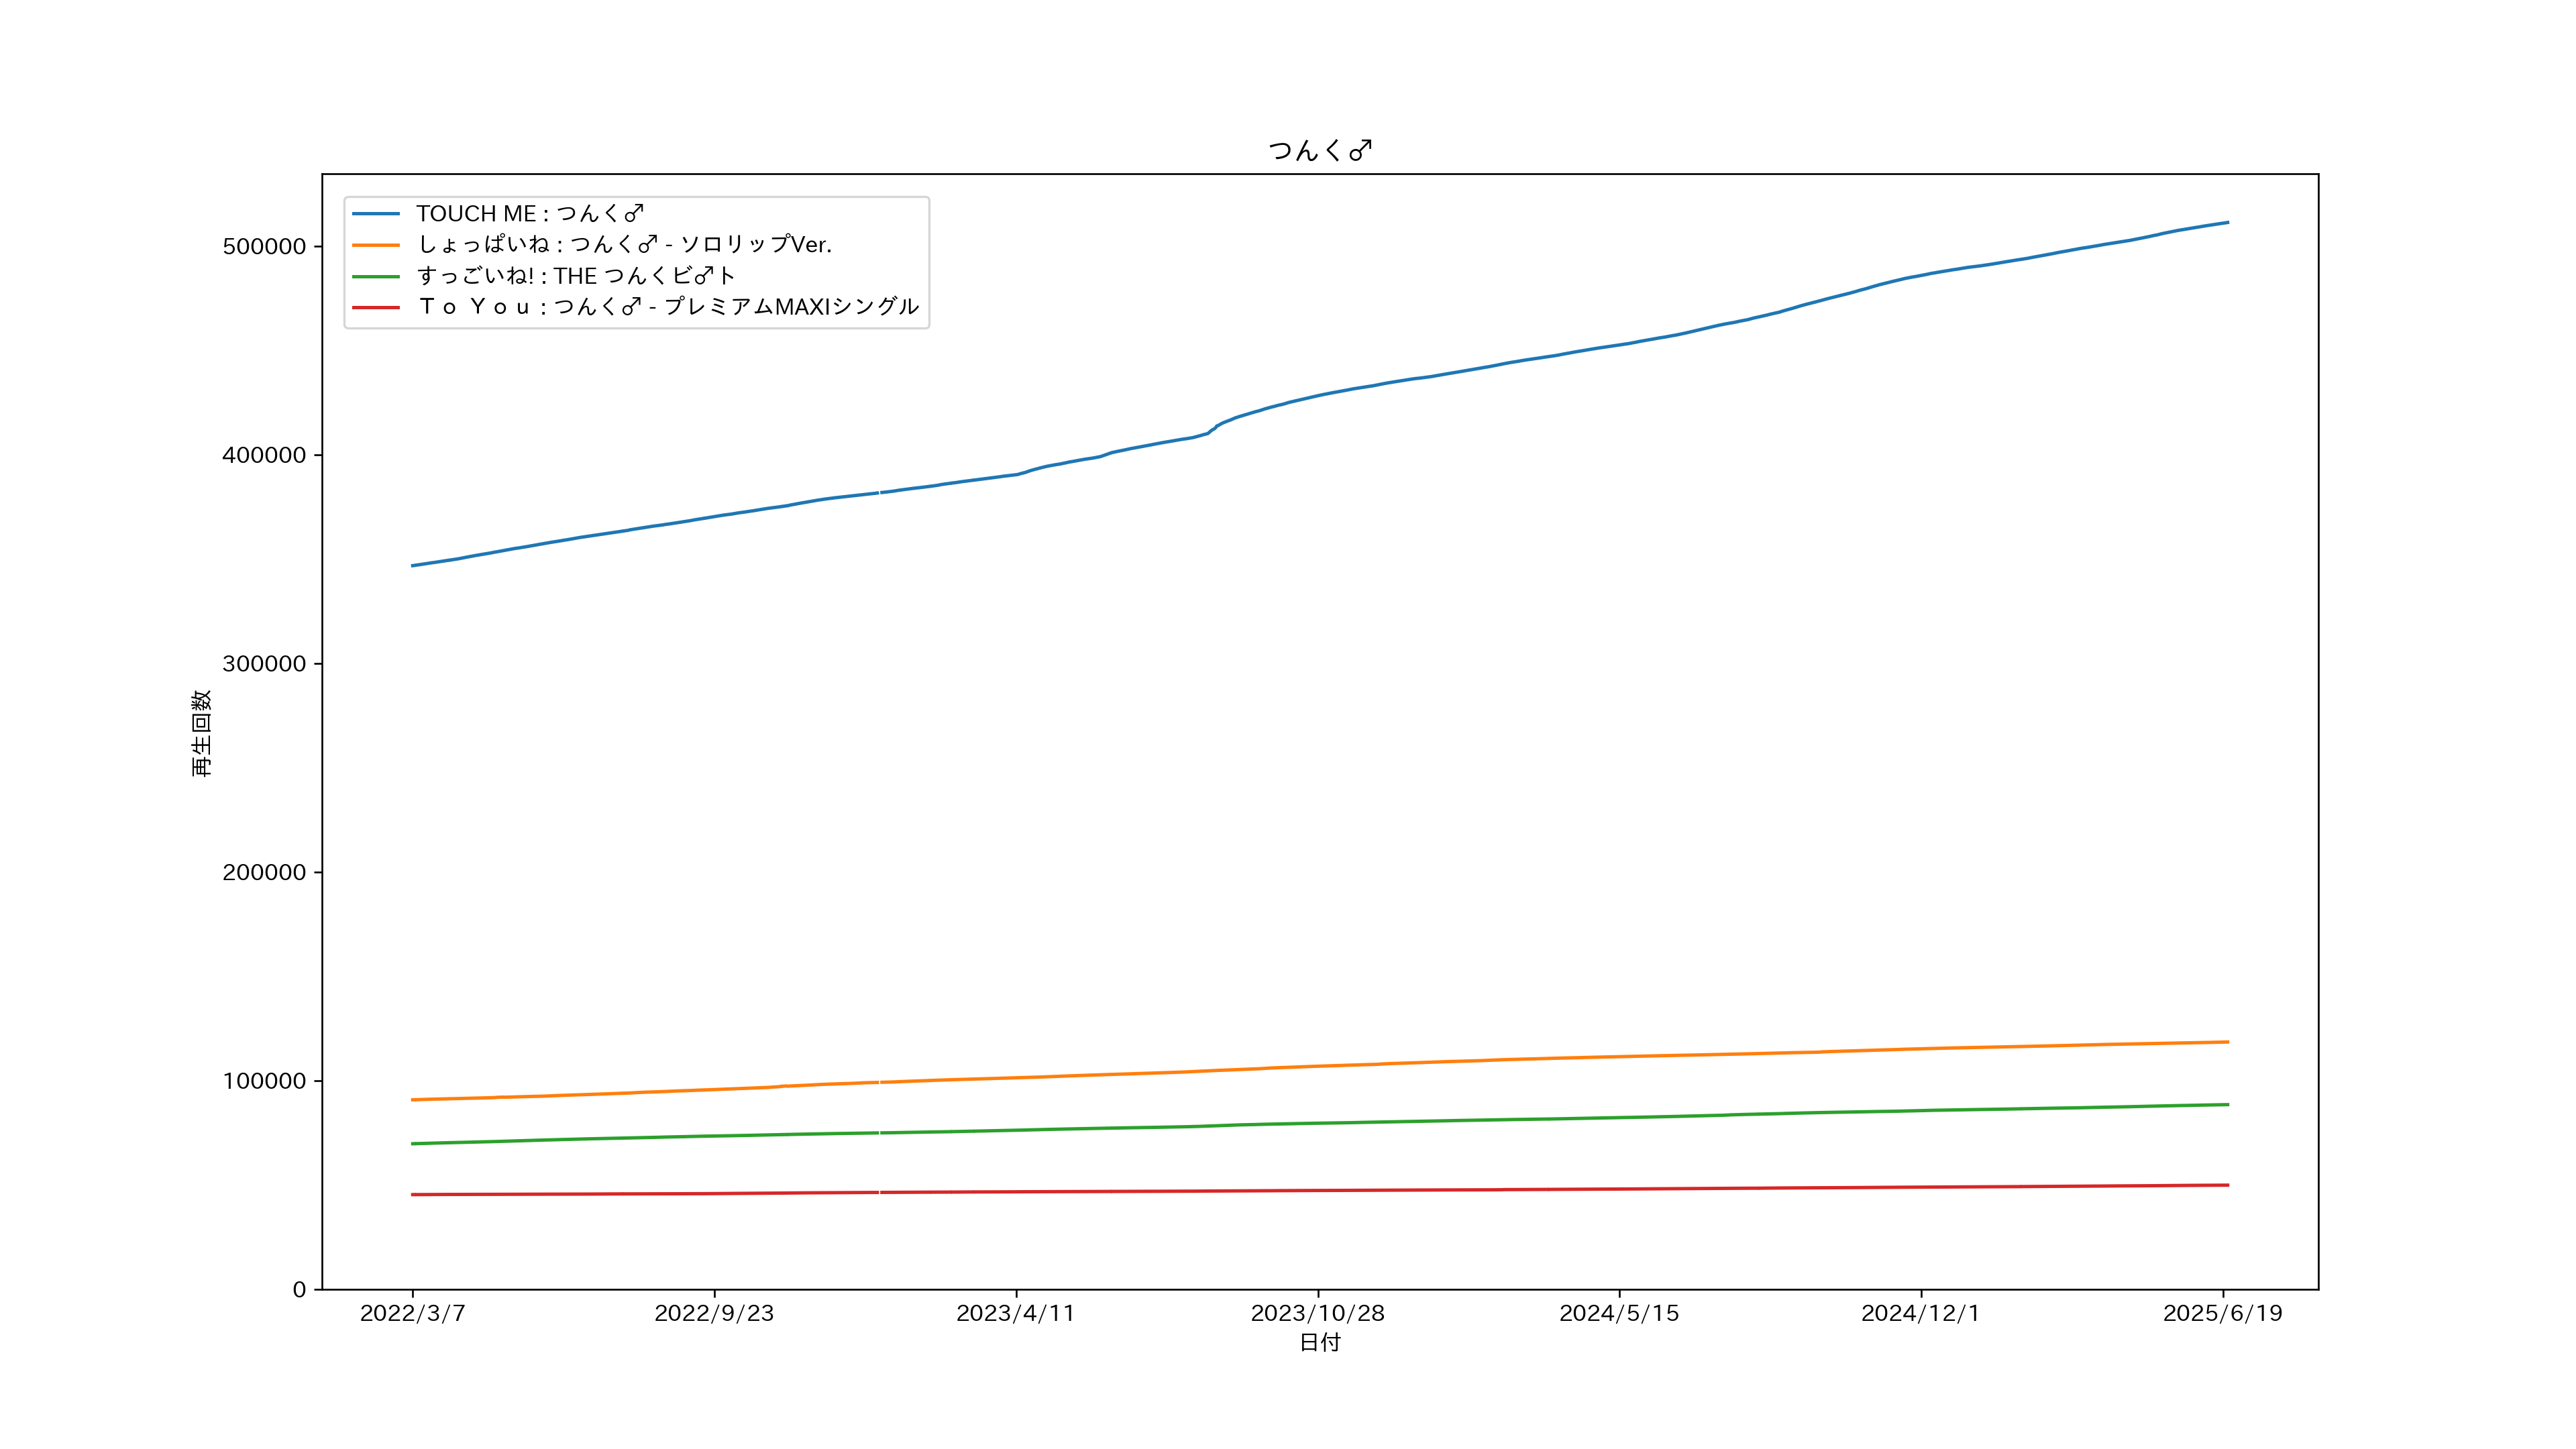 つんく♂
TOUCH ME : つんく♂
しょっぱいね : つんく♂ - ソロリップVer.
すっごいね! : THE つんくビ♂ト
Ｔｏ Ｙｏｕ : つんく♂ - プレミアムMAXIシングル
500000
400000
300000
200000
100000
0
再生回数
2022/3/7
2022/9/23
2023/4/11
2023/10/28
2024/5/15
2024/12/1
2025/6/19
日付